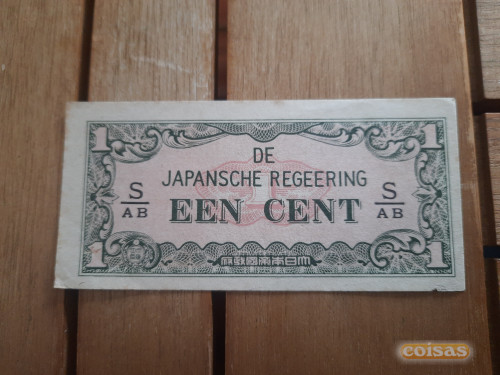 1 1
DE
JAPANSCHE REGEERING
S/AB EEN CENT S/AB
1 1
府政國帝本日大
coisas